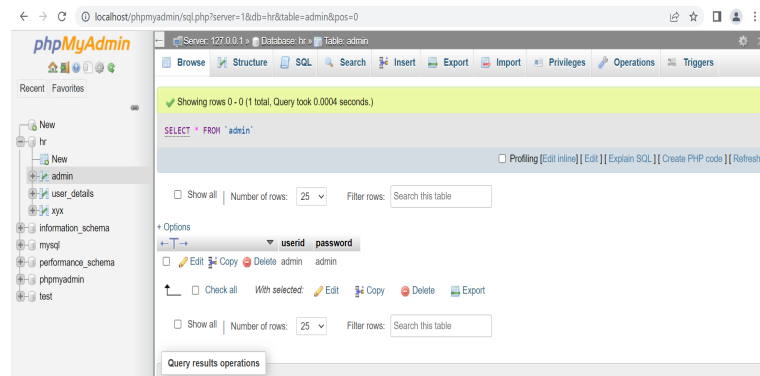 localhost/phpmyadmin/sql.php?server=1&db=hr&table=admin&pos=0
phpMyAdmin
Server: 127.0.0.1 » Database: hr » Table: admin
Browse Structure SQL Search Insert Export Import Privileges Operations Triggers
Recent Favorites
New
hr
New
admin
user_details
xyx
information_schema
mysql
performance_schema
phpmyadmin
test
Showing rows 0 - 0 (1 total, Query took 0.0004 seconds.)
SELECT * FROM `admin`
Profiling [Edit inline] [ Edit ] [ Explain SQL ] [ Create PHP code ] [ Refresh
Show all | Number of rows: 25 Filter rows: Search this table
+ Options
←T→ userid password
Edit Copy Delete admin admin
Check all With selected: Edit Copy Delete Export
Show all | Number of rows: 25 Filter rows: Search this table
Query results operations